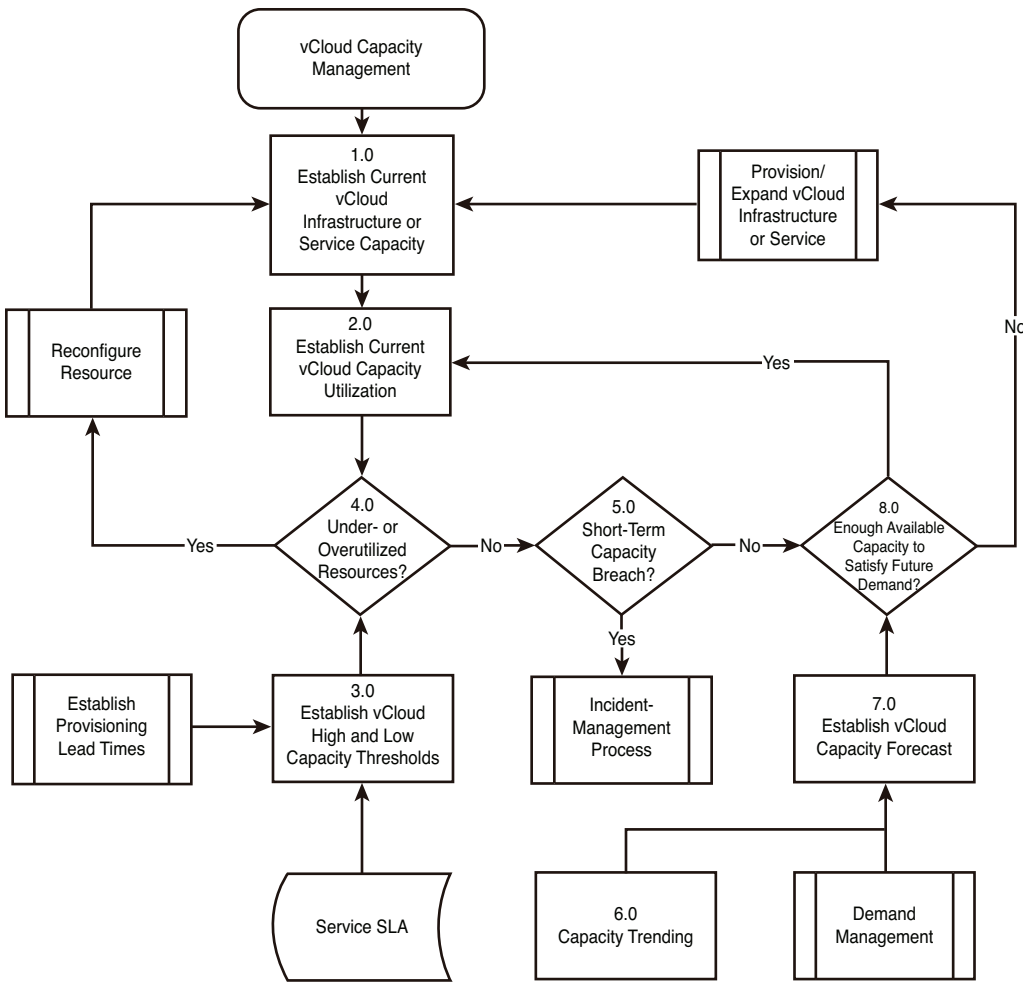 vCloud Capacity
Management
1.0
Establish Current
vCloud
Infrastructure or
Service Capacity
Provision/
Expand vCloud
Infrastructure
or Service
No
Reconfigure
Resource
2.0
Establish Current
vCloud Capacity
Utilization
Yes
4.0
Under- or
Overutilized
Resources?
Yes
No
5.0
Short-Term
Capacity
Breach?
No
Yes
8.0
Enough Available
Capacity to
Satisfy Future
Demand?
Establish
Provisioning
Lead Times
3.0
Establish vCloud
High and Low
Capacity Thresholds
Incident-
Management
Process
7.0
Establish vCloud
Capacity Forecast
Service SLA
6.0
Capacity Trending
Demand
Management